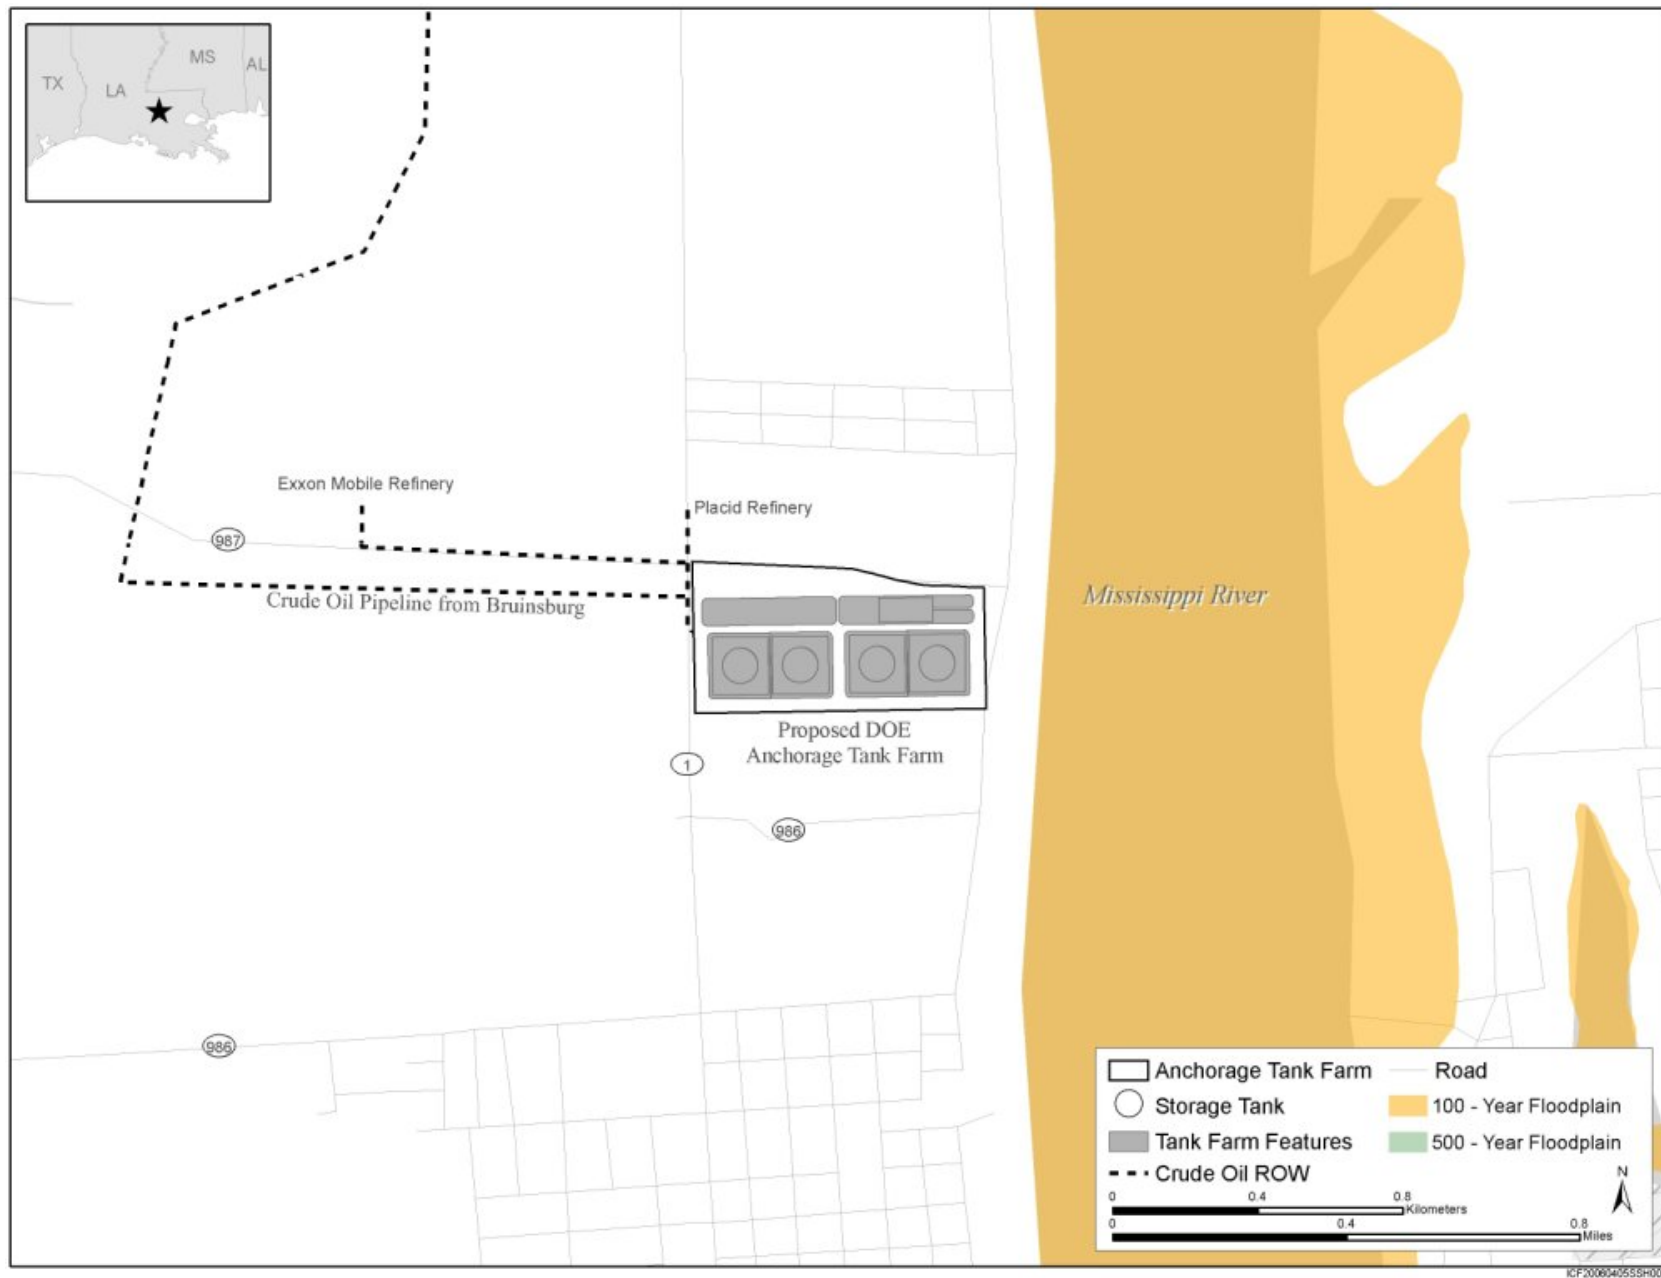 TX
LA
MS
AL
Exxon Mobile Refinery
Placid Refinery
987
Crude Oil Pipeline from Bruinsburg
Mississippi River
Proposed DOE
Anchorage Tank Farm
1
986
986
Anchorage Tank Farm
Road
Storage Tank
100 - Year Floodplain
Tank Farm Features
500 - Year Floodplain
Crude Oil ROW
N
0 0.4 0.8
Kilometers
0 0.4 0.8
Miles